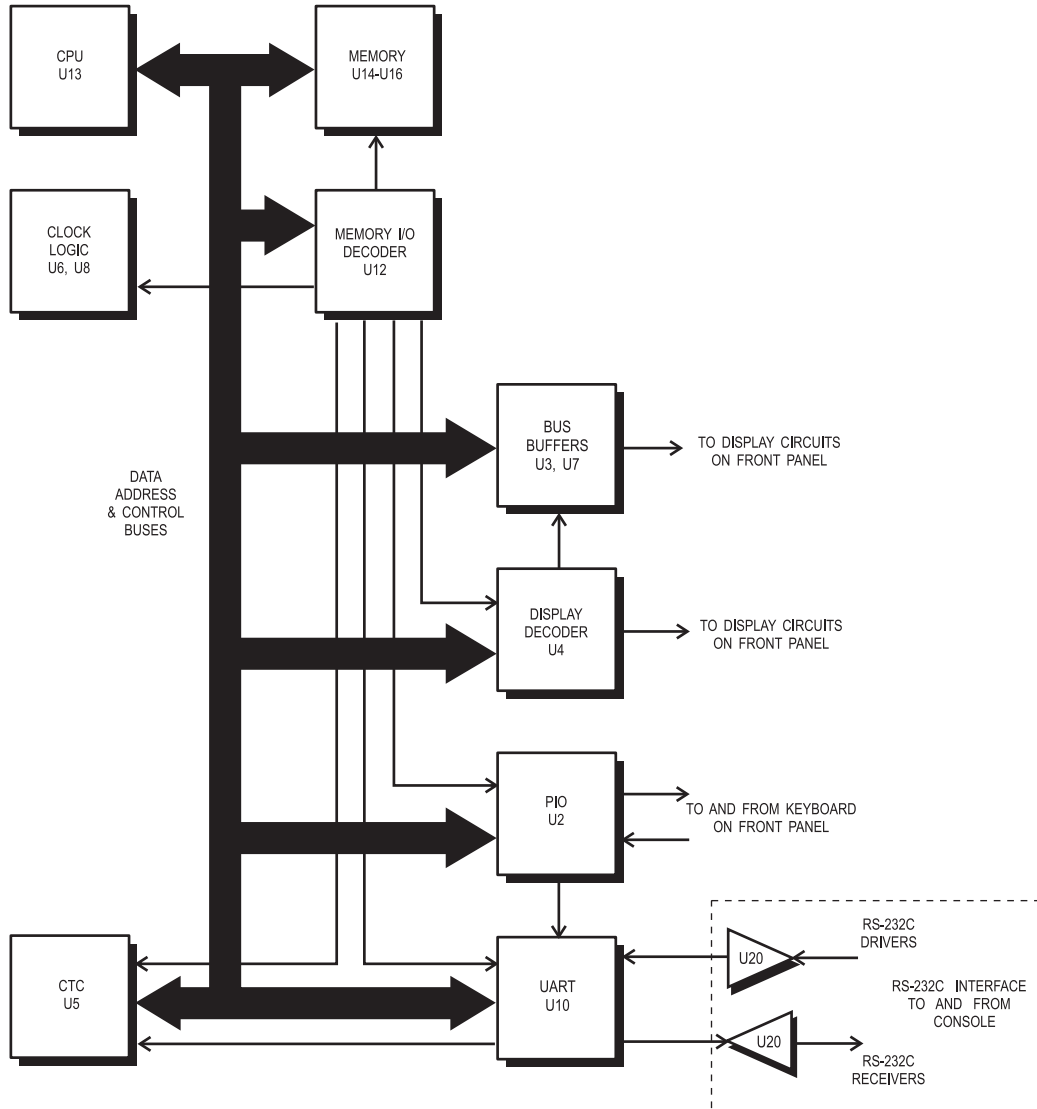 CPU
U13
MEMORY
U14-U16
CLOCK
LOGIC
U6, U8
MEMORY I/O
DECODER
U12
BUS
BUFFERS
U3, U7
TO DISPLAY CIRCUITS
ON FRONT PANEL
DATA
ADDRESS
& CONTROL
BUSES
DISPLAY
DECODER
U4
TO DISPLAY CIRCUITS
ON FRONT PANEL
PIO
U2
TO AND FROM KEYBOARD
ON FRONT PANEL
CTC
U5
UART
U10
U20
RS-232C
DRIVERS
RS-232C INTERFACE
TO AND FROM
CONSOLE
U20
RS-232C
RECEIVERS